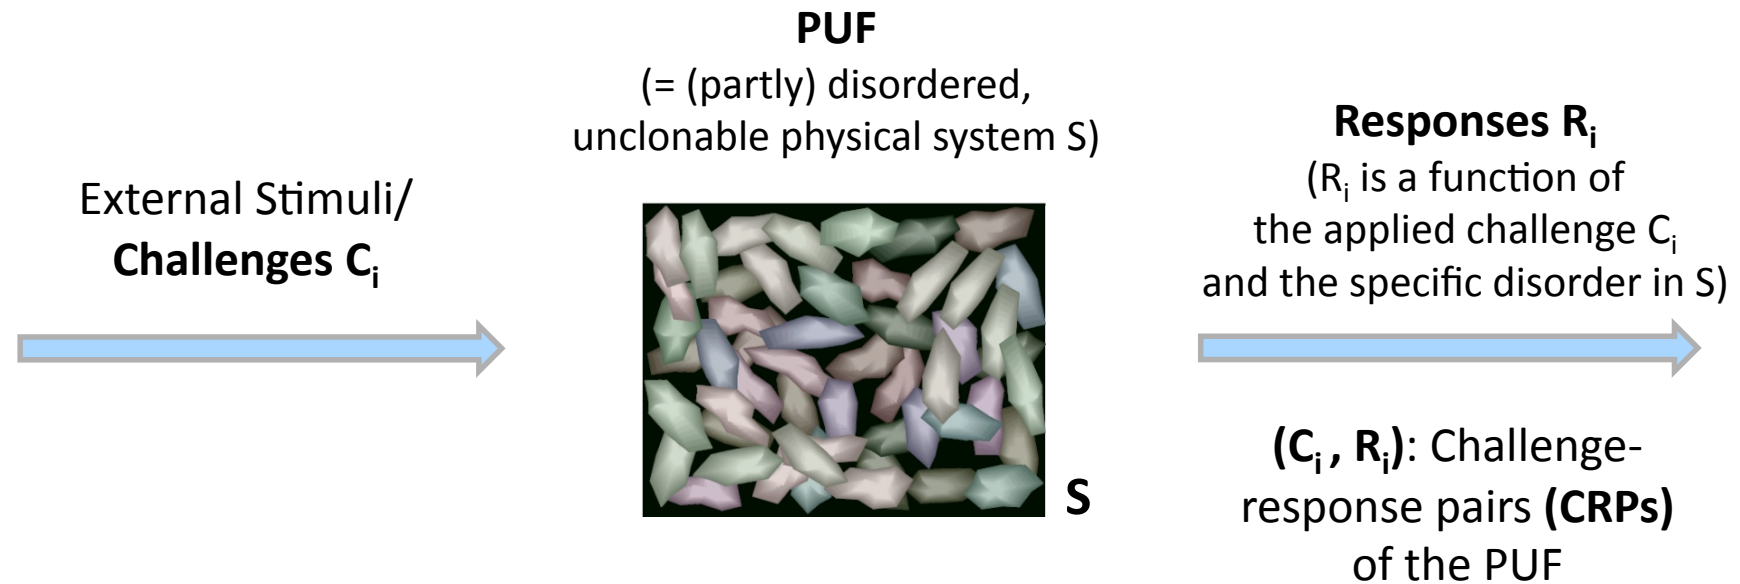 External Stimuli/
Challenges Ci
PUF
(= (partly) disordered,
unclonable physical system S)
S
Responses Ri
(Ri is a function of
the applied challenge Ci
and the specific disorder in S)
(Ci , Ri): Challenge-
response pairs (CRPs)
of the PUF